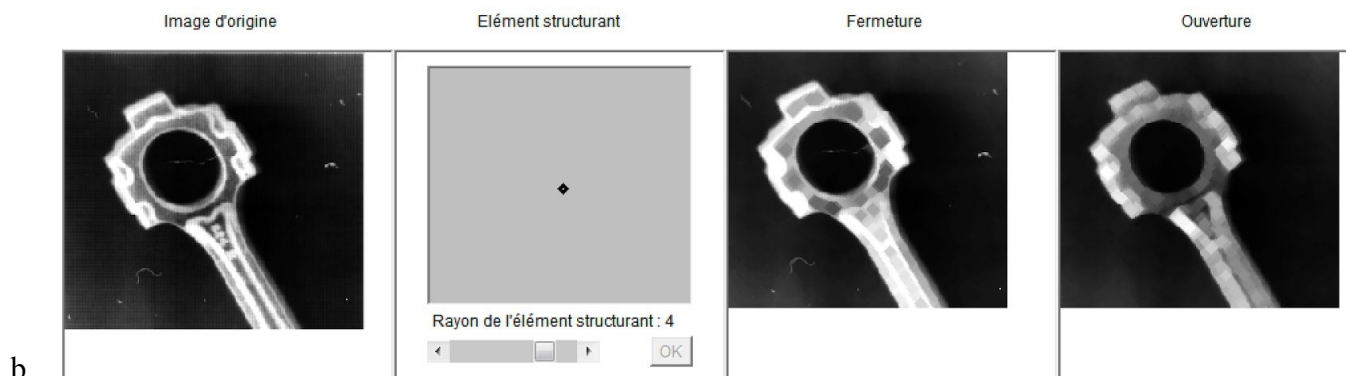 Image d'origine
Elément structurant
Fermeture
Ouverture
Rayon de l'élément structurant : 4
OK
b